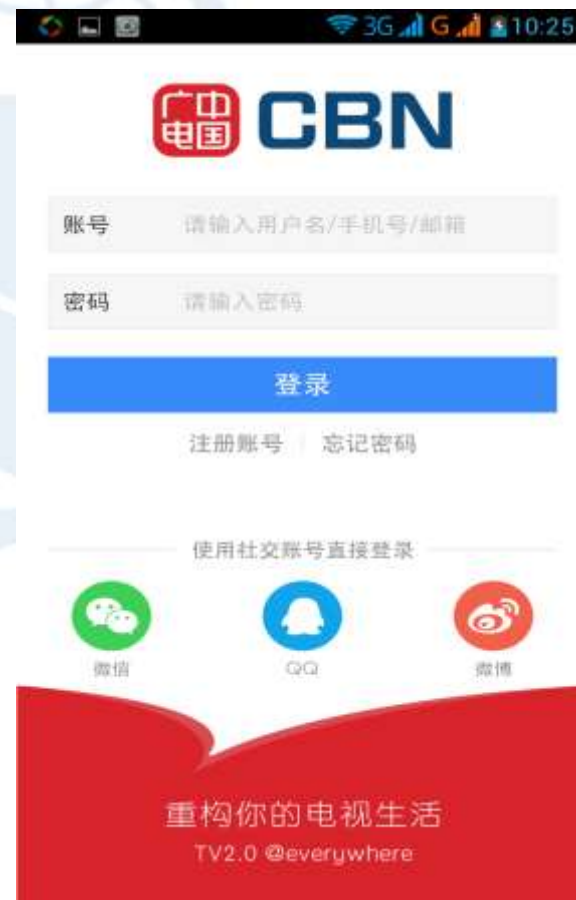 3G G 10:25
中国广电 CBN
账号 请输入用户名/手机号/邮箱
密码 请输入密码
登录
注册账号 | 忘记密码
使用社交账号直接登录
微信 QQ 微博
重构你的电视生活
TV2.0 @everywhere